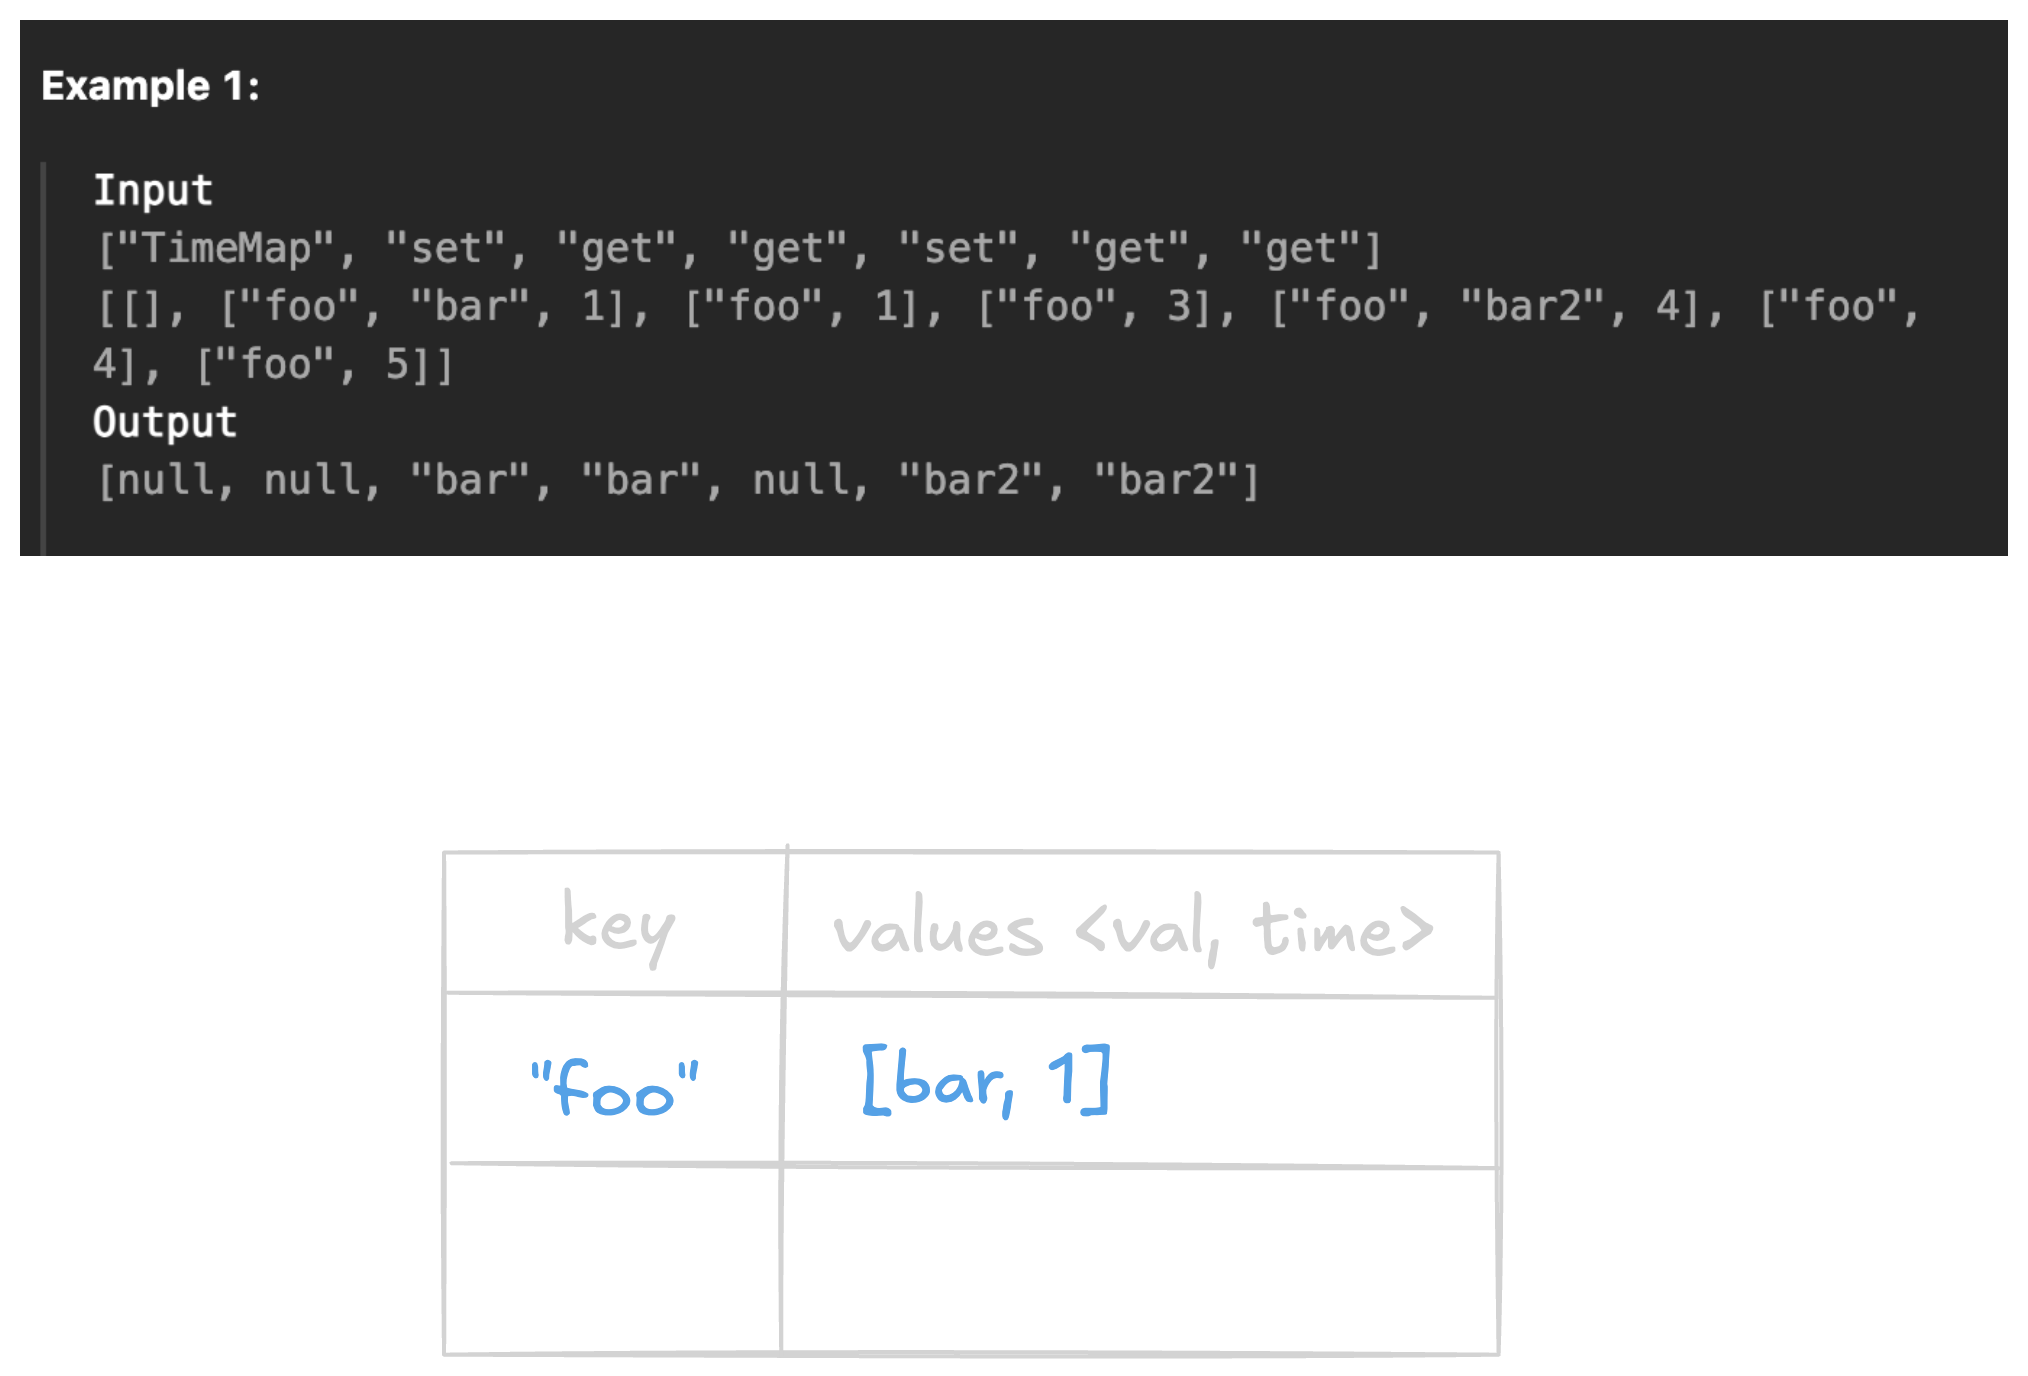 Example 1:
Input
["TimeMap", "set", "get", "get", "set", "get", "get"]
[[], ["foo", "bar", 1], ["foo", 1], ["foo", 3], ["foo", "bar2", 4], ["foo",
4], ["foo", 5]]
Output
[null, null, "bar", "bar", null, "bar2", "bar2"]
key values <val, time>
"foo" [bar, 1]